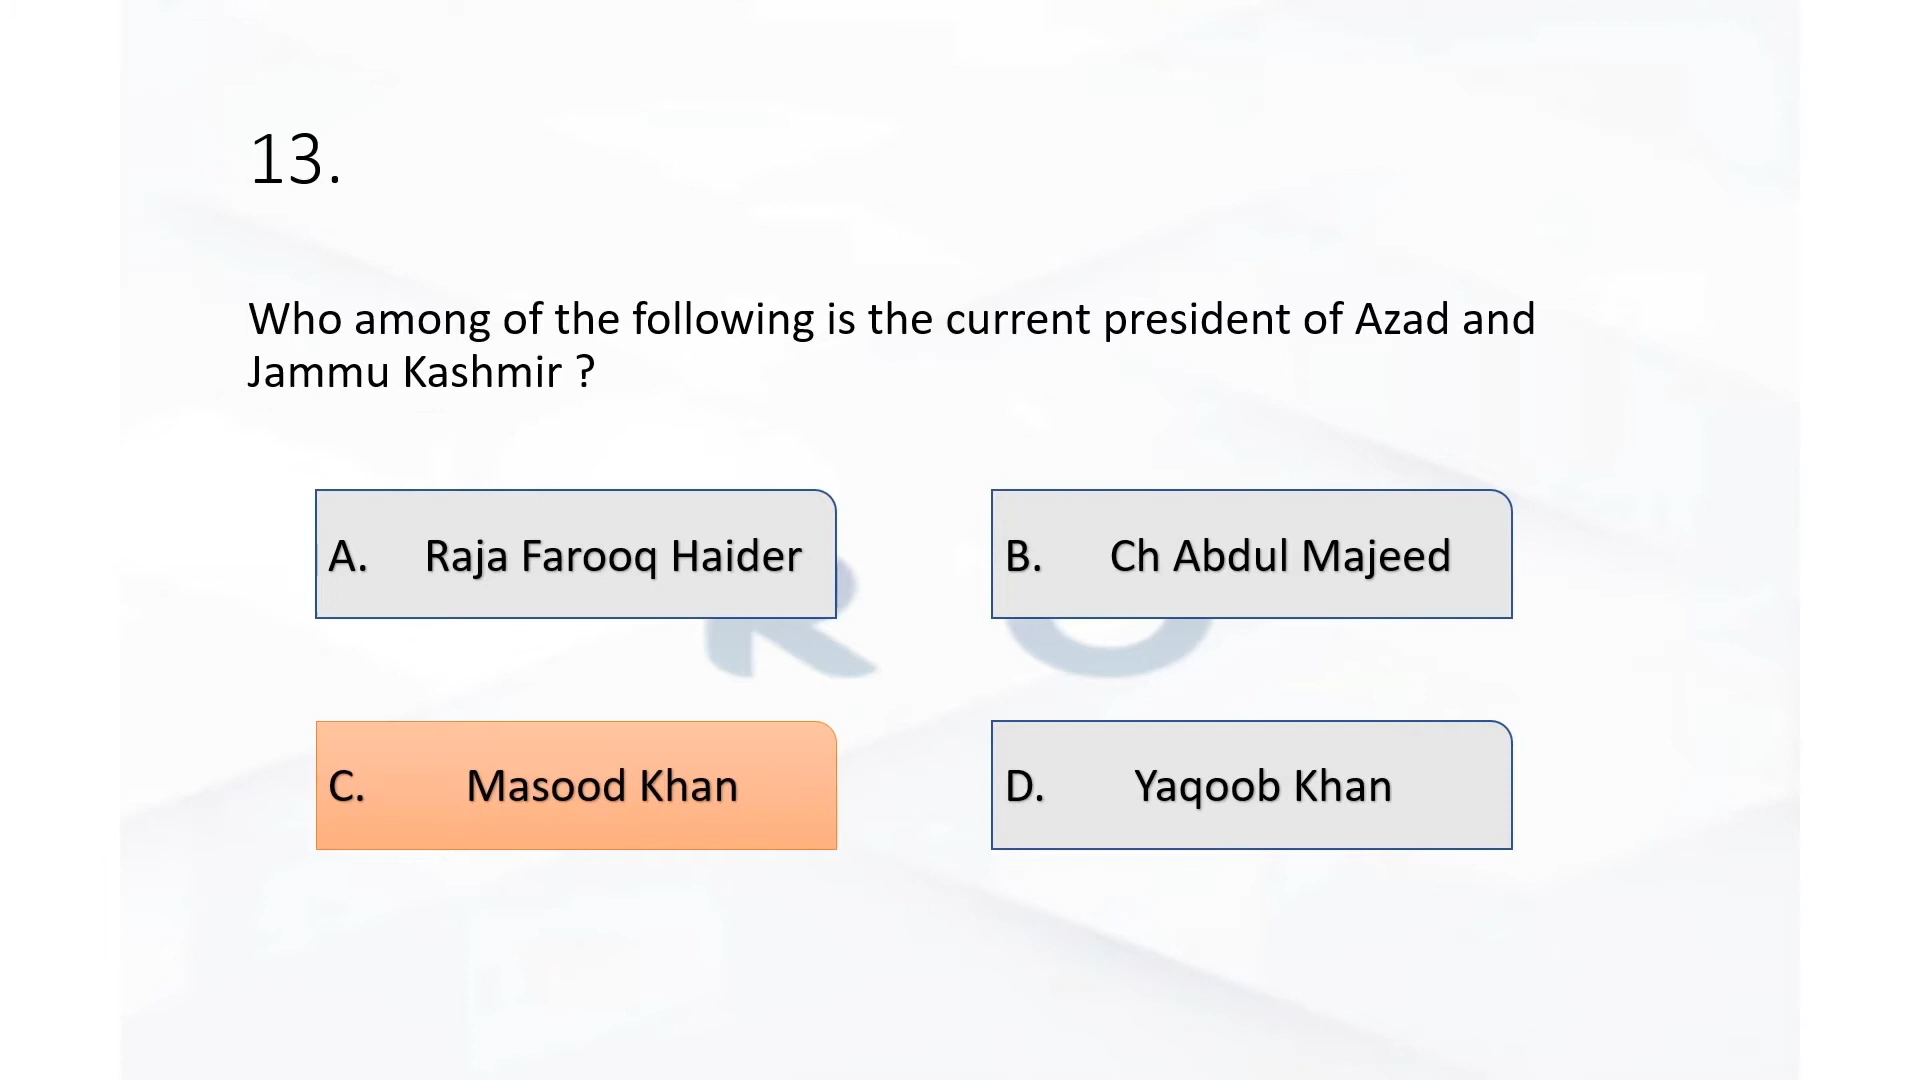 13.
Who among of the following is the current president of Azad and
Jammu Kashmir ?
A. Raja Farooq Haider
B. Ch Abdul Majeed
R O
C. Masood Khan
D. Yaqoob Khan